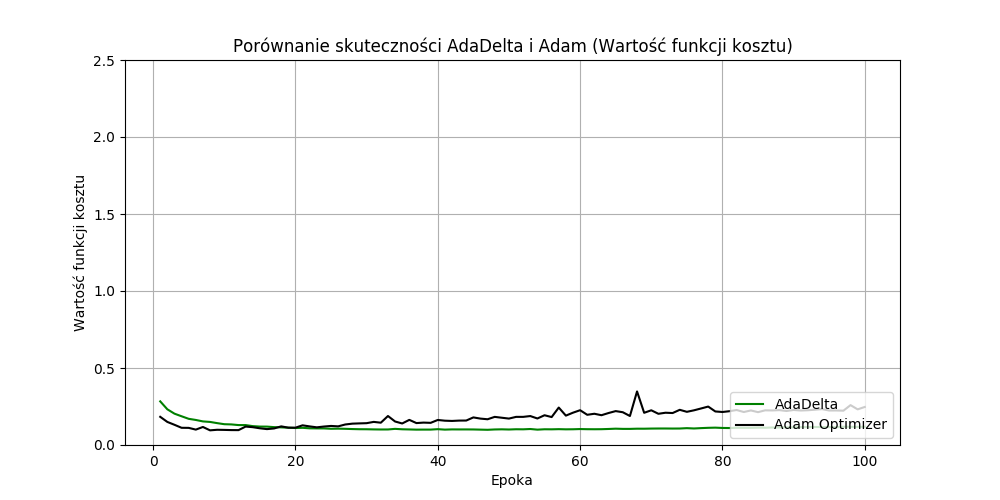 Porównanie skuteczności AdaDelta i Adam (Wartość funkcji kosztu)
Wartość funkcji kosztu
2.5
2.0
1.5
1.0
0.5
0.0
AdaDelta
Adam Optimizer
0 20 40 60 80 100
Epoka